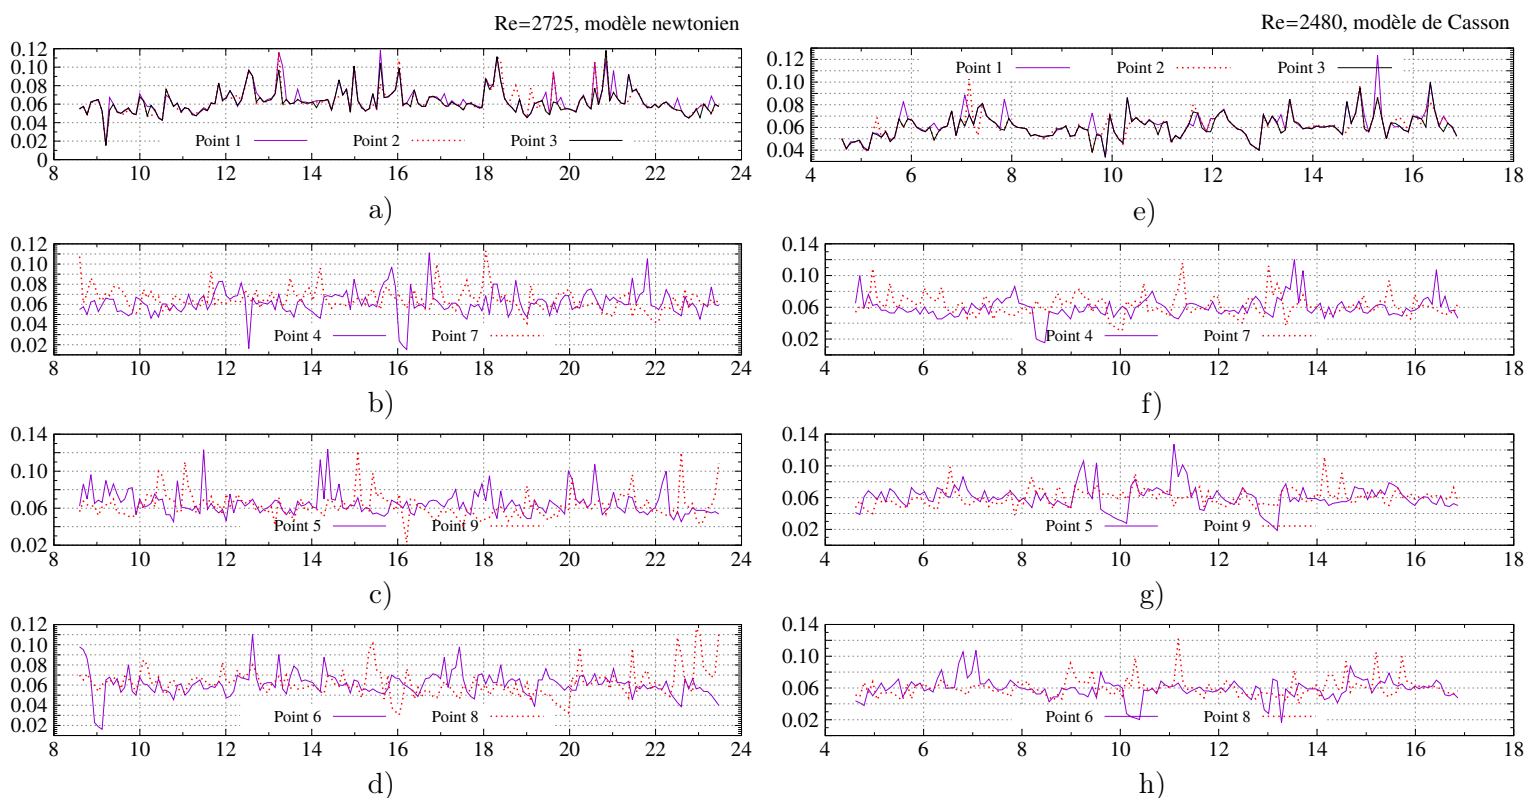 Re=2725, modèle newtonien
0.12
0.10
0.08
0.06
0.04
0.02
0
Point 1 Point 2 Point 3
8 10 12 14 16 18 20 22 24
a)
0.12
0.10
0.08
0.06
0.04
0.02
Point 4 Point 7
8 10 12 14 16 18 20 22 24
b)
0.14
0.10
0.06
0.02
Point 5 Point 9
8 10 12 14 16 18 20 22 24
c)
0.12
0.10
0.08
0.06
0.04
0.02
Point 6 Point 8
8 10 12 14 16 18 20 22 24
d)
Re=2480, modèle de Casson
Point 1 Point 2 Point 3
0.12
0.10
0.08
0.06
0.04
4 6 8 10 12 14 16 18
e)
0.14
0.10
0.06
0.02
Point 4 Point 7
4 6 8 10 12 14 16 18
f)
0.14
0.10
0.06
0.02
Point 5 Point 9
4 6 8 10 12 14 16 18
g)
0.14
0.10
0.06
0.02
Point 6 Point 8
4 6 8 10 12 14 16 18
h)